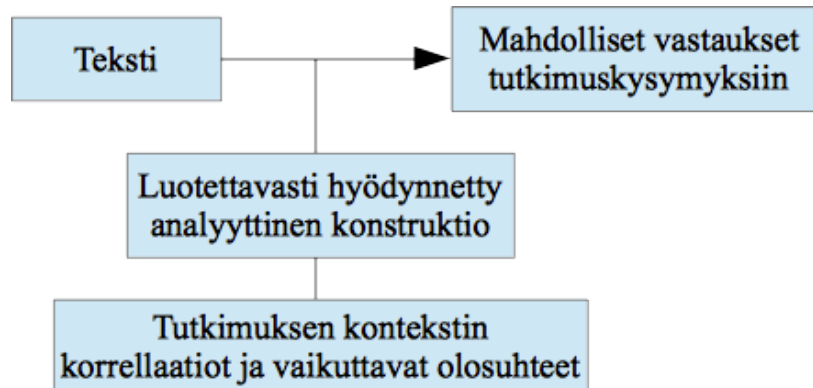 Teksti
Mahdolliset vastaukset
tutkimuskysymyksiin
Luotettavasti hyödynnetty
analyyttinen konstruktio
Tutkimuksen kontekstin
korrellaatiot ja vaikuttavat olosuhteet